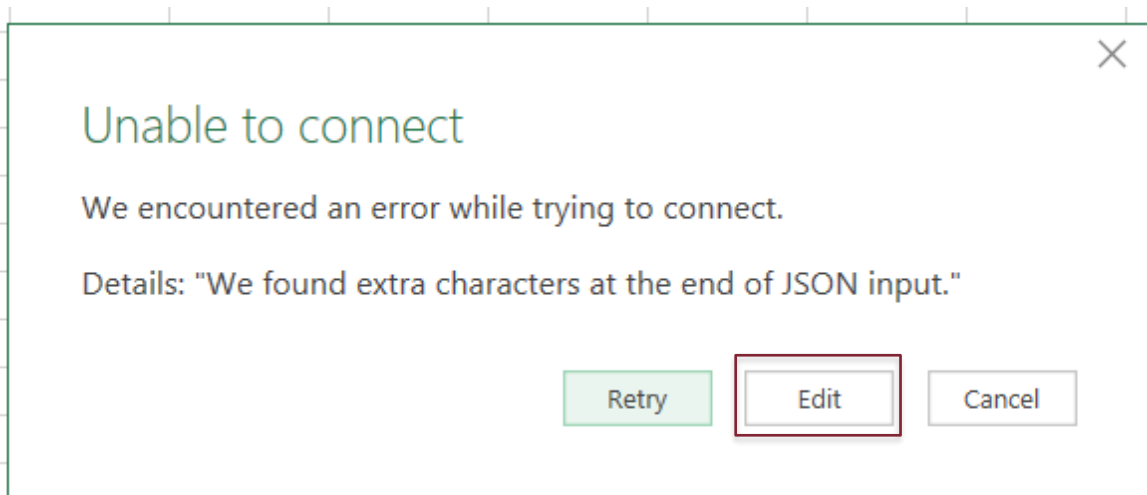 Unable to connect
We encountered an error while trying to connect.
Details: "We found extra characters at the end of JSON input."
Retry Edit Cancel